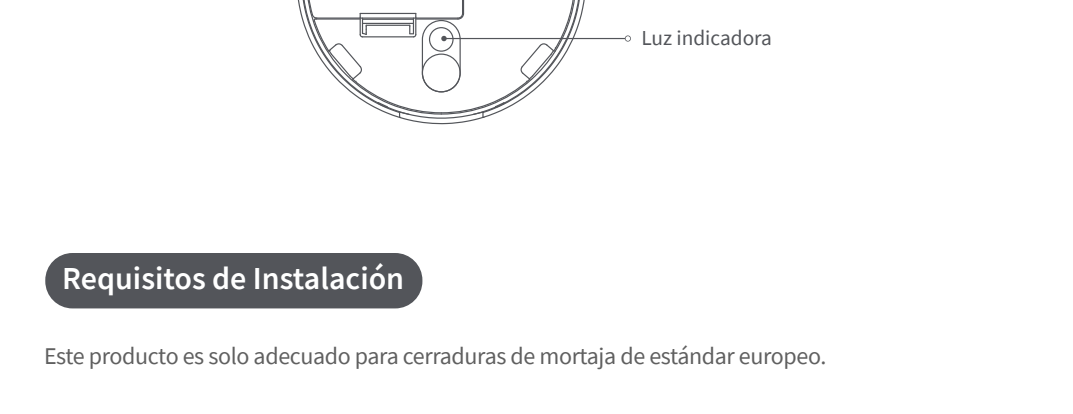 Luz indicadora
Requisitos de Instalación
Este producto es solo adecuado para cerraduras de mortaja de estándar europeo.